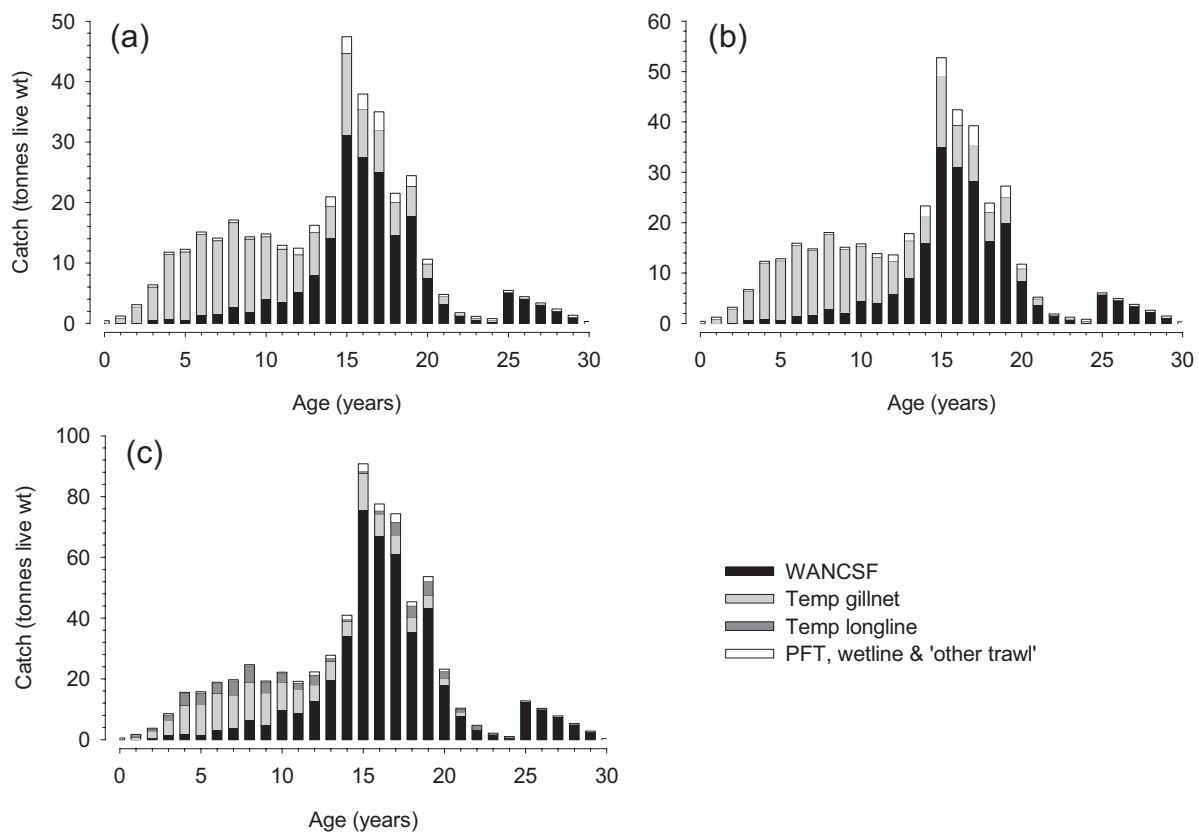 (a)
50
40
30
20
10
0
Catch (tonnes live wt)
0 5 10 15 20 25 30
Age (years)
(b)
60
50
40
30
20
10
0
0 5 10 15 20 25 30
Age (years)
(c)
100
80
60
40
20
0
Catch (tonnes live wt)
0 5 10 15 20 25 30
Age (years)
WANCSF
Temp gillnet
Temp longline
PFT, wetline & 'other trawl'